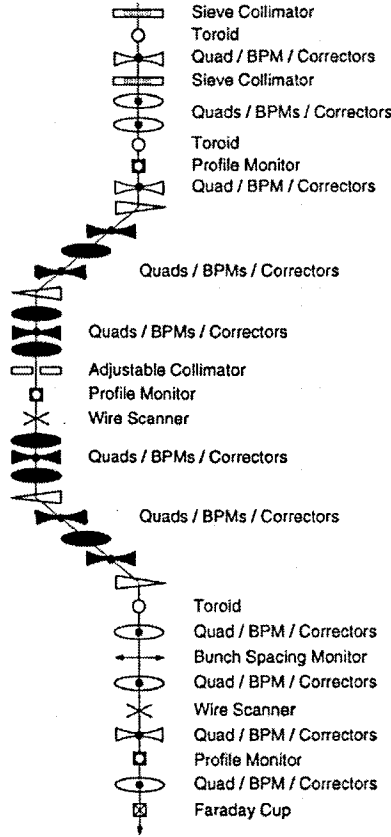 Sieve Collimator
Toroid
Quad / BPM / Correctors
Sieve Collimator
Quads / BPMs / Correctors
Toroid
Profile Monitor
Quad / BPM / Correctors
Quads / BPMs / Correctors
Quads / BPMs / Correctors
Adjustable Collimator
Profile Monitor
Wire Scanner
Quads / BPMs / Correctors
Quads / BPMs / Correctors
Toroid
Quad / BPM / Correctors
Bunch Spacing Monitor
Quad / BPM / Correctors
Wire Scanner
Quad / BPM / Correctors
Profile Monitor
Quad / BPM / Correctors
Faraday Cup